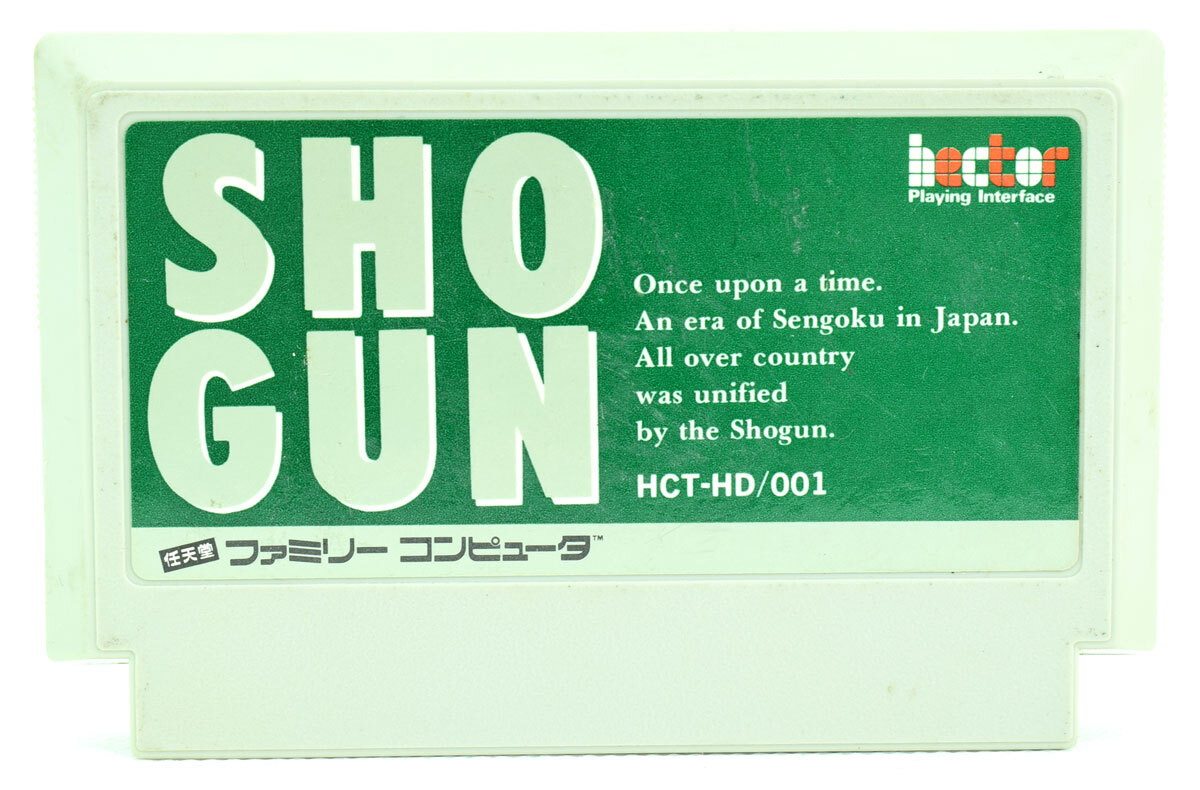 SHO
GUN
hector
Playing Interface
Once upon a time.
An era of Sengoku in Japan.
All over country
was unified
by the Shogun.
HCT-HD/001
任天堂 ファミリー コンピュータ™